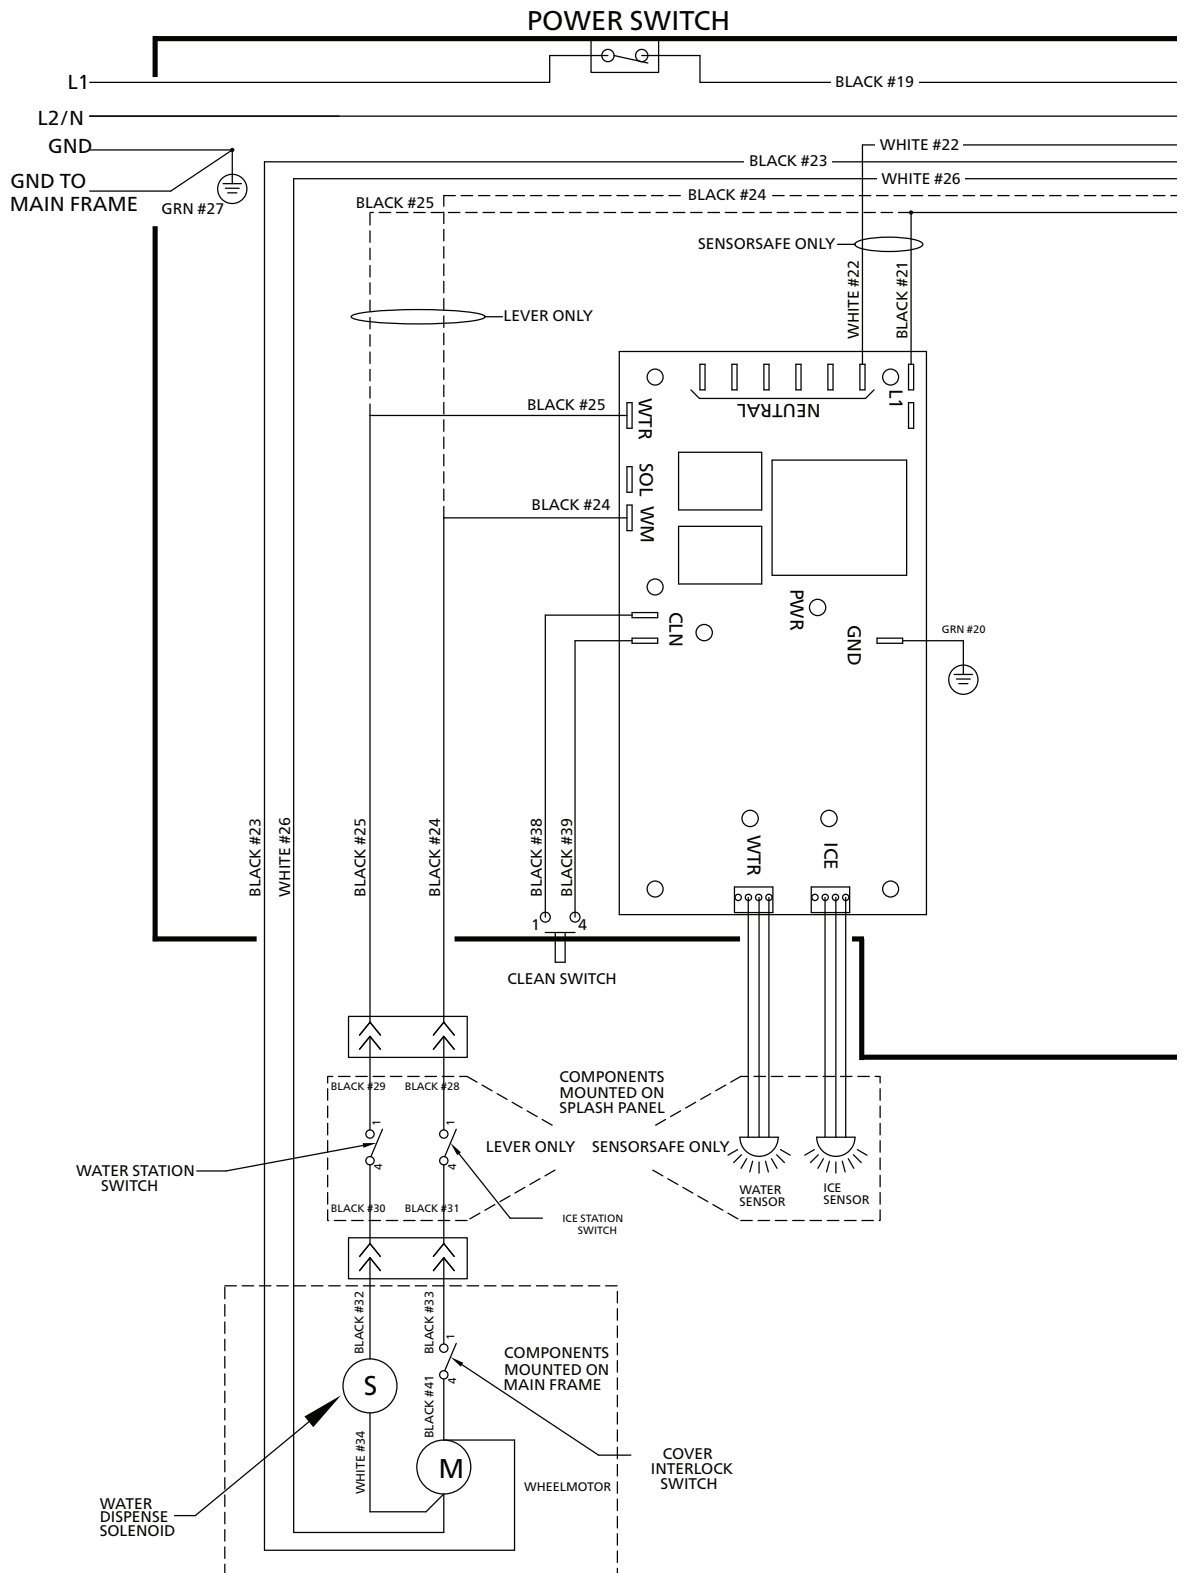 POWER SWITCH
L1
BLACK #19
L2/N
GND
WHITE #22
BLACK #23
GND TO
MAIN FRAME
GRN #27
WHITE #26
BLACK #24
BLACK #25
SENSORSAFE ONLY
WHITE #22
BLACK #21
LEVER ONLY
BLACK #25
WTR
NEUTRAL
L1
SOL
BLACK #24
WM
CLN
PWR
GND
GRN #20
BLACK #23
WHITE #26
BLACK #25
BLACK #24
BLACK #38
BLACK #39
WTR
ICE
1
4
CLEAN SWITCH
BLACK #29
BLACK #28
COMPONENTS
MOUNTED ON
SPLASH PANEL
1
1
LEVER ONLY
SENSORSAFE ONLY
4
4
WATER STATION
SWITCH
WATER
SENSOR
ICE
SENSOR
BLACK #30
BLACK #31
ICE STATION
SWITCH
BLACK #32
BLACK #33
1
COMPONENTS
MOUNTED ON
MAIN FRAME
4
S
BLACK #41
WHITE #34
M
WHEELMOTOR
COVER
INTERLOCK
SWITCH
WATER
DISPENSE
SOLENOID